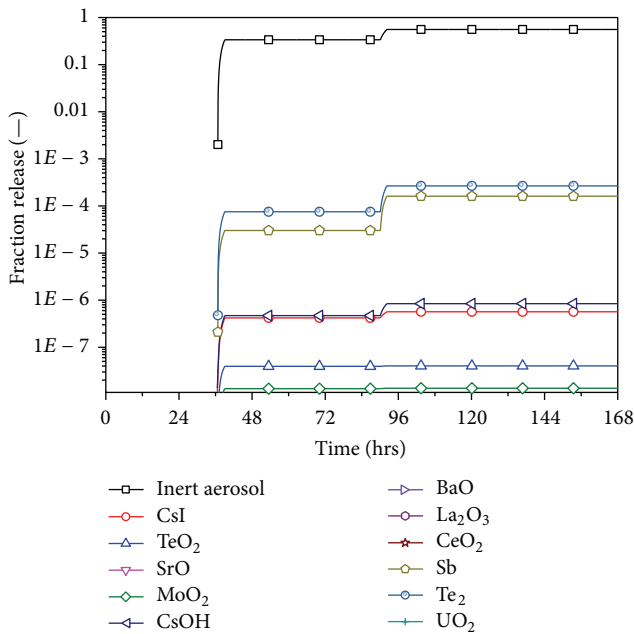 1
0.1
0.01
1E − 3
1E − 4
1E − 5
1E − 6
1E − 7
Fraction release (—)
0 24 48 72 96 120 144 168
Time (hrs)
Inert aerosol
CsI
TeO₂
SrO
MoO₂
CsOH
BaO
La₂O₃
CeO₂
Sb
Te₂
UO₂